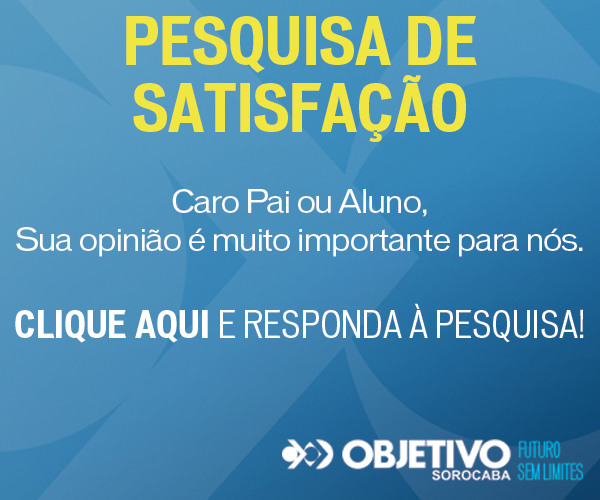 PESQUISA DE
SATISFAÇÃO
Caro Pai ou Aluno,
Sua opinião é muito importante para nós.
CLIQUE AQUI E RESPONDA À PESQUISA!
OBJETIVO
SOROCABA
FUTURO
SEM LIMITES